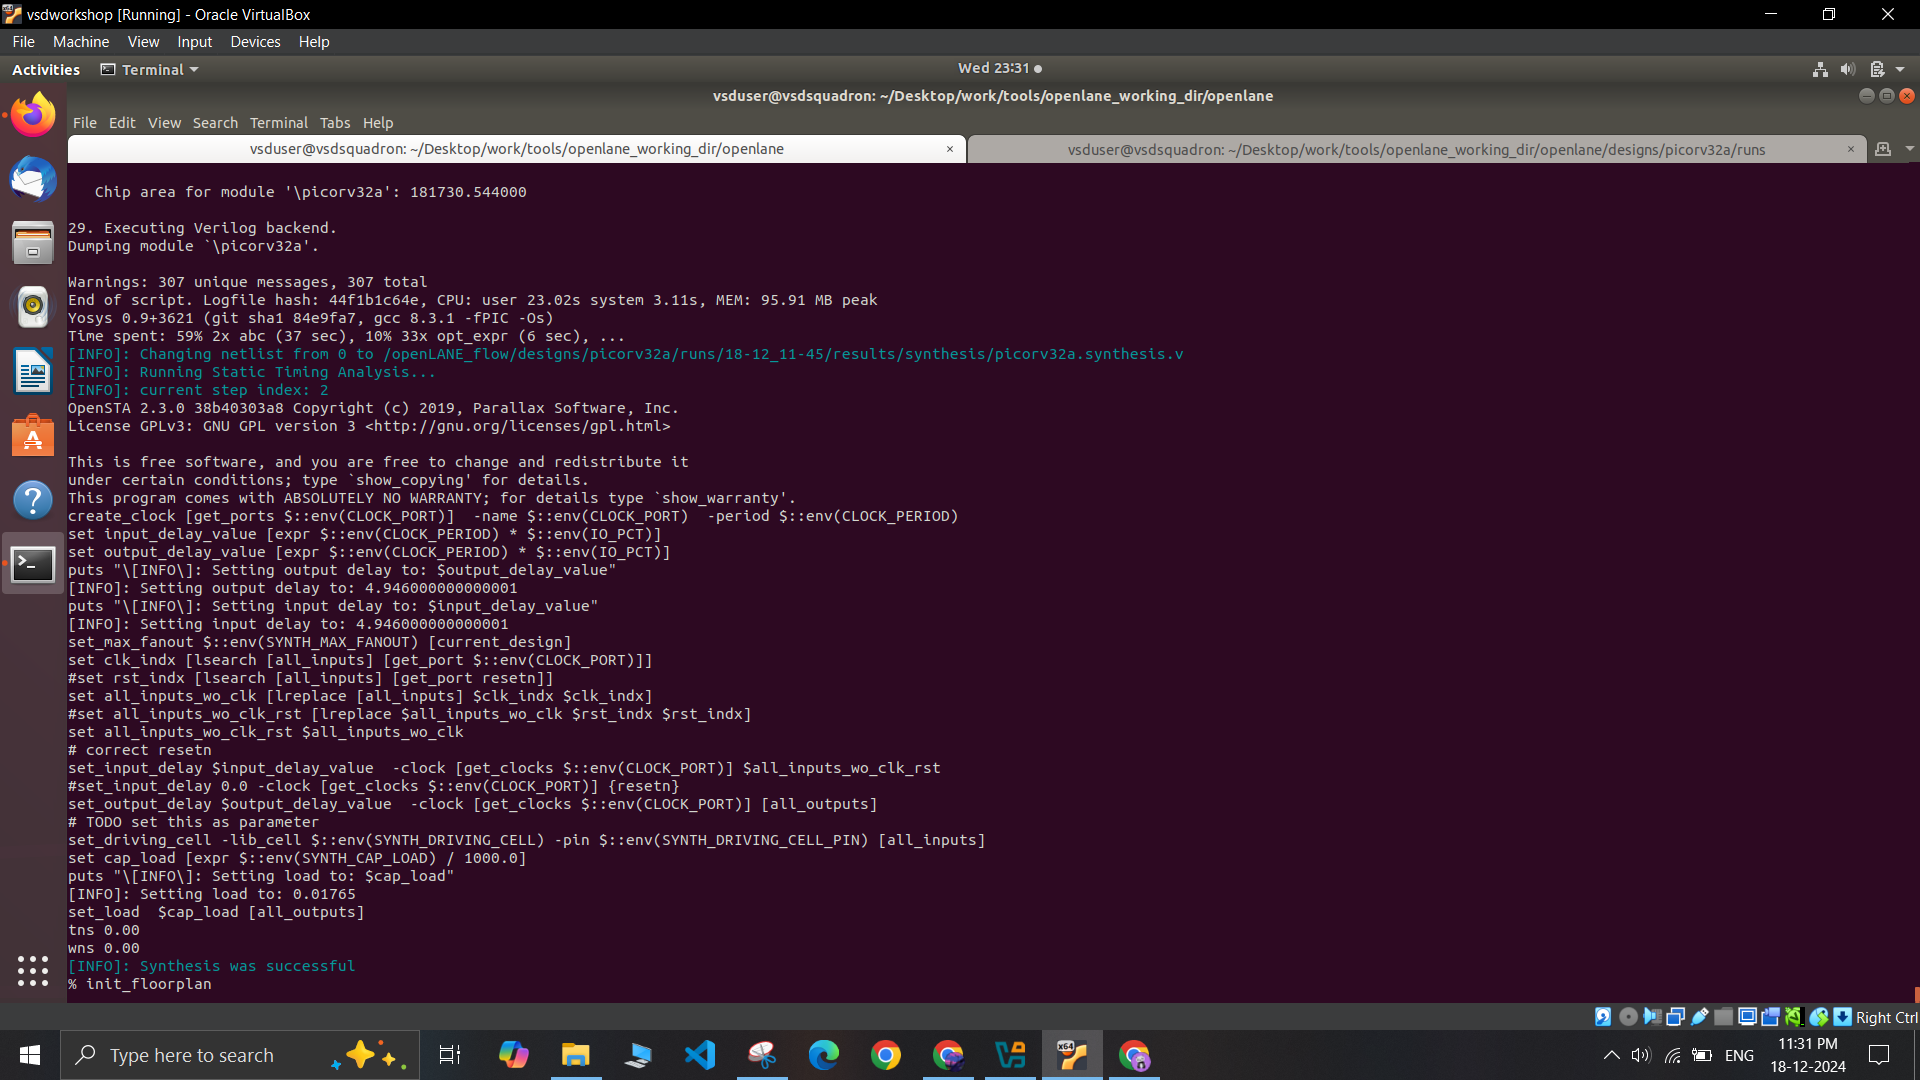 vsdworkshop [Running] - Oracle VirtualBox
File Machine View Input Devices Help
Activities Terminal Wed 23:31
vsduser@vsdsquadron: ~/Desktop/work/tools/openlane_working_dir/openlane
File Edit View Search Terminal Tabs Help
vsduser@vsdsquadron: ~/Desktop/work/tools/openlane_working_dir/openlane × vsduser@vsdsquadron: ~/Desktop/work/tools/openlane_working_dir/openlane/designs/picorv32a/runs ×
Chip area for module '\picorv32a': 181730.544000
29. Executing Verilog backend.
Dumping module `\picorv32a'.
Warnings: 307 unique messages, 307 total
End of script. Logfile hash: 44f1b1c64e, CPU: user 23.02s system 3.11s, MEM: 95.91 MB peak
Yosys 0.9+3621 (git sha1 84e9fa7, gcc 8.3.1 -fPIC -Os)
Time spent: 59% 2x abc (37 sec), 10% 33x opt_expr (6 sec), ...
[INFO]: Changing netlist from 0 to /openLANE_flow/designs/picorv32a/runs/18-12_11-45/results/synthesis/picorv32a.synthesis.v
[INFO]: Running Static Timing Analysis...
[INFO]: current step index: 2
OpenSTA 2.3.0 38b40303a8 Copyright (c) 2019, Parallax Software, Inc.
License GPLv3: GNU GPL version 3 <http://gnu.org/licenses/gpl.html>
This is free software, and you are free to change and redistribute it
under certain conditions; type `show_copying' for details.
This program comes with ABSOLUTELY NO WARRANTY; for details type `show_warranty'.
create_clock [get_ports $::env(CLOCK_PORT)]  -name $::env(CLOCK_PORT)  -period $::env(CLOCK_PERIOD)
set input_delay_value [expr $::env(CLOCK_PERIOD) * $::env(IO_PCT)]
set output_delay_value [expr $::env(CLOCK_PERIOD) * $::env(IO_PCT)]
puts "\[INFO\]: Setting output delay to: $output_delay_value"
[INFO]: Setting output delay to: 4.946000000000001
puts "\[INFO\]: Setting input delay to: $input_delay_value"
[INFO]: Setting input delay to: 4.946000000000001
set_max_fanout $::env(SYNTH_MAX_FANOUT) [current_design]
set clk_indx [lsearch [all_inputs] [get_port $::env(CLOCK_PORT)]]
#set rst_indx [lsearch [all_inputs] [get_port resetn]]
set all_inputs_wo_clk [lreplace [all_inputs] $clk_indx $clk_indx]
#set all_inputs_wo_clk_rst [lreplace $all_inputs_wo_clk $rst_indx $rst_indx]
set all_inputs_wo_clk_rst $all_inputs_wo_clk
# correct resetn
set_input_delay $input_delay_value  -clock [get_clocks $::env(CLOCK_PORT)] $all_inputs_wo_clk_rst
#set_input_delay 0.0 -clock [get_clocks $::env(CLOCK_PORT)] {resetn}
set_output_delay $output_delay_value  -clock [get_clocks $::env(CLOCK_PORT)] [all_outputs]
# TODO set this as parameter
set_driving_cell -lib_cell $::env(SYNTH_DRIVING_CELL) -pin $::env(SYNTH_DRIVING_CELL_PIN) [all_inputs]
set cap_load [expr $::env(SYNTH_CAP_LOAD) / 1000.0]
puts "\[INFO\]: Setting load to: $cap_load"
[INFO]: Setting load to: 0.01765
set_load  $cap_load [all_outputs]
tns 0.00
wns 0.00
[INFO]: Synthesis was successful
% init_floorplan
Right Ctrl
Type here to search
ENG
11:31 PM
18-12-2024